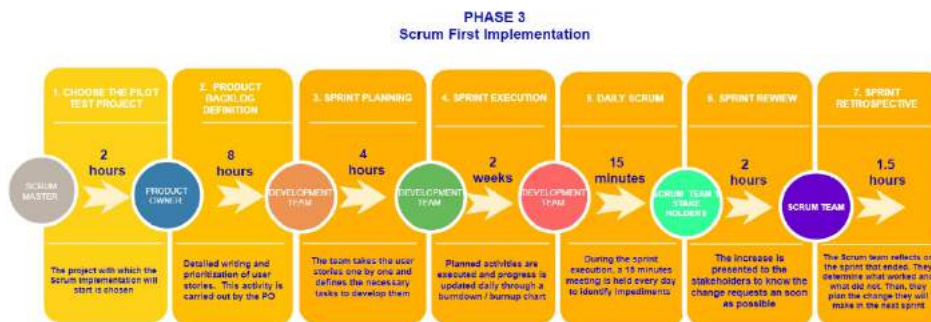 PHASE 3
Scrum First Implementation
1. CHOOSE THE PILOT
TEST PROJECT
2. PRODUCT
BACKLOG
DEFINITION
3. SPRINT PLANNING
4. SPRINT EXECUTION
5. DAILY SCRUM
6. SPRINT REWIEW
7. SPRINT
RETROSPECTIVE
2
hours
8
hours
4
hours
2
weeks
15
minutes
2
hours
1.5
hours
SCRUM
MASTER
PRODUCT
OWNER
DEVELOPMENT
TEAM
DEVELOPMENT
TEAM
DEVELOPMENT
TEAM
SCRUM TEAM
STAKE
HOLDERS
SCRUM TEAM
The project with which the
Scrum implementation will
start is chosen
Detailed writing and
prioritization of user
stories. This activity is
carried out by the PO
The team takes the user
stories one by one and
defines the necessary
tasks to develop them
Planned activities are
executed and progress is
updated daily through a
burndown / burnup chart
During the sprint
execution, a 15 minutes
meeting is held every day
to identify impediments
The increase is
presented to the
stakeholders to know the
change requests an soon
as possible
The Scrum team reflects on
the sprint that ended. They
determine what worked and
what did not. Then, they
plan the change they will
make in the next sprint